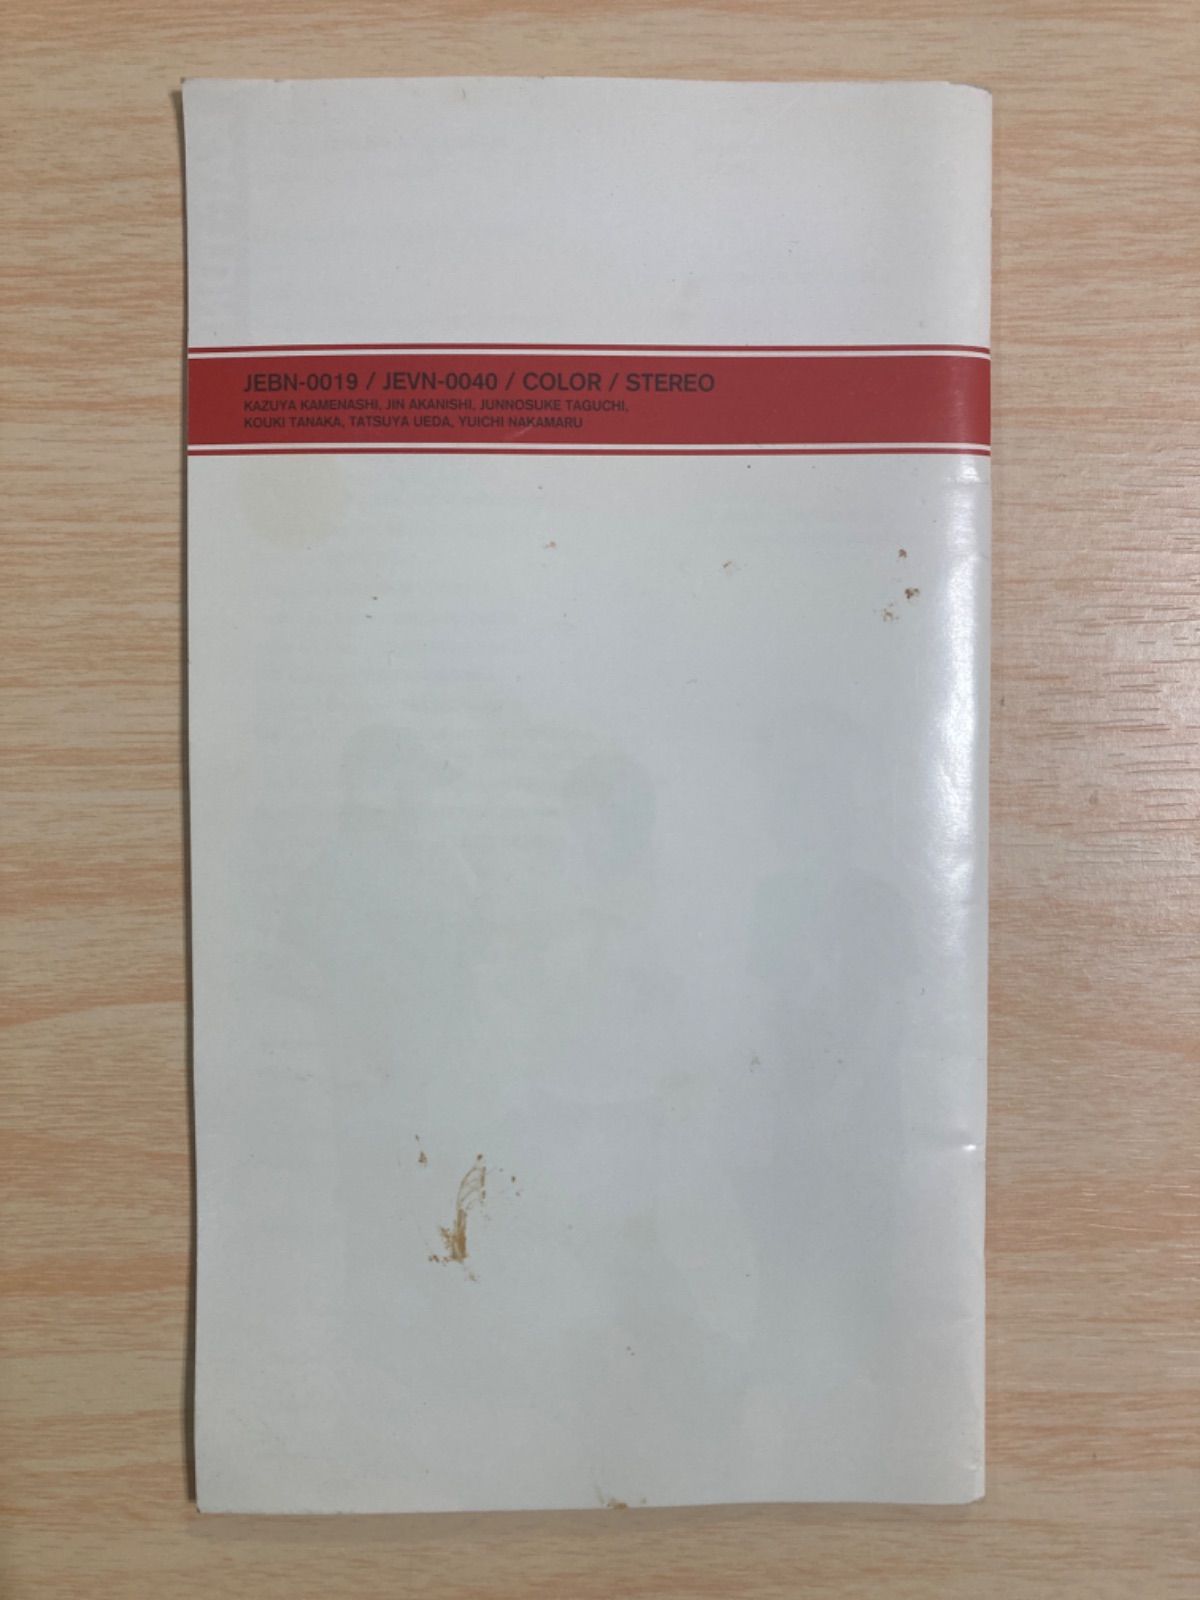 JEBN-0019 / JEVN-0040 / COLOR / STEREO
KAZUYA KAMENASHI, JIN AKANISHI, JUNNOSUKE TAGUCHI,
KOUKI TANAKA, TATSUYA UEDA, YUICHI NAKAMARU